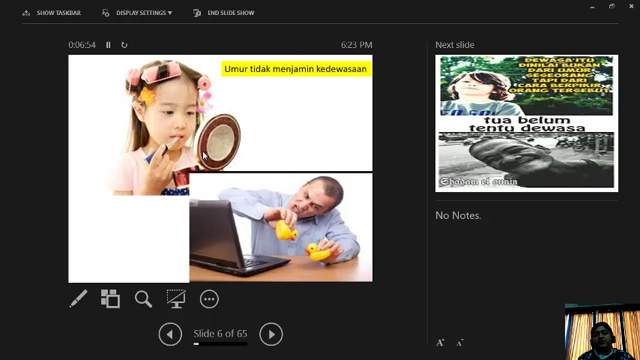 SHOW TASKBAR
DISPLAY SETTINGS
END SLIDE SHOW
0:06:54
6:23 PM
Umur tidak menjamin kedewasaan
Next slide
DEWASA ITU
DINILAI BUKAN
DARI UMUR
SESEORANG
TAPI DARI
CARA BERPIKIR
ORANG TERSEBUT
tua belum
tentu dewasa
No Notes.
Slide 6 of 65
A A